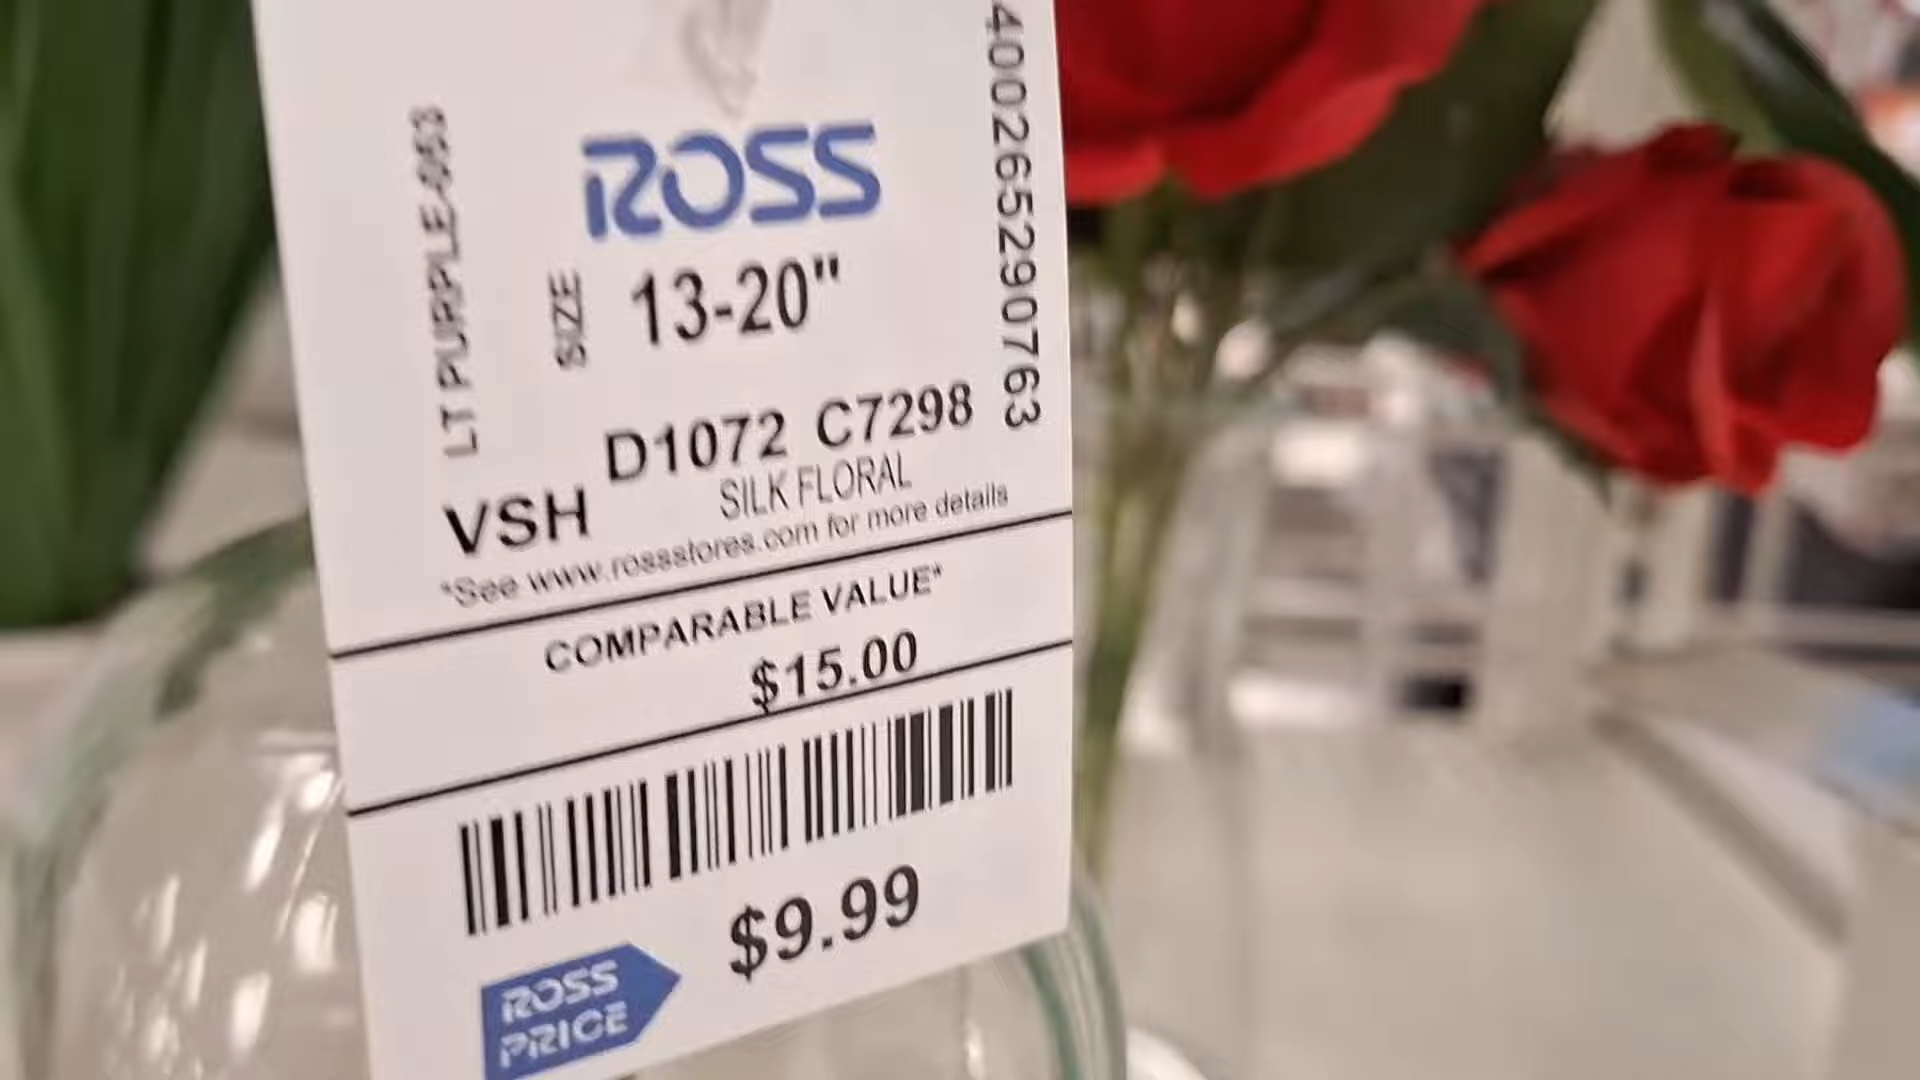 ROSS
SIZE 13-20"
LT PURPLE-053
400265290763
D1072 C7298
VSH SILK FLORAL
*See www.rossstores.com for more details
COMPARABLE VALUE*
$15.00
$9.99
ROSS
PRICE